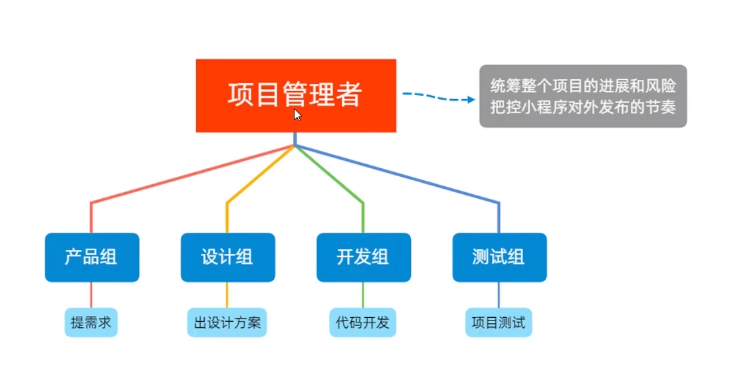 项目管理者
统筹整个项目的进展和风险
把控小程序对外发布的节奏
产品组
设计组
开发组
测试组
提需求
出设计方案
代码开发
项目测试